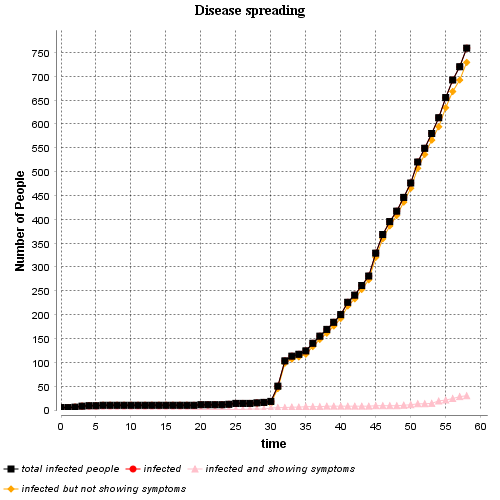 Disease spreading
Number of People
750
700
650
600
550
500
450
400
350
300
250
200
150
100
50
0
0 5 10 15 20 25 30 35 40 45 50 55 60
time
total infected people infected infected and showing symptoms
infected but not showing symptoms